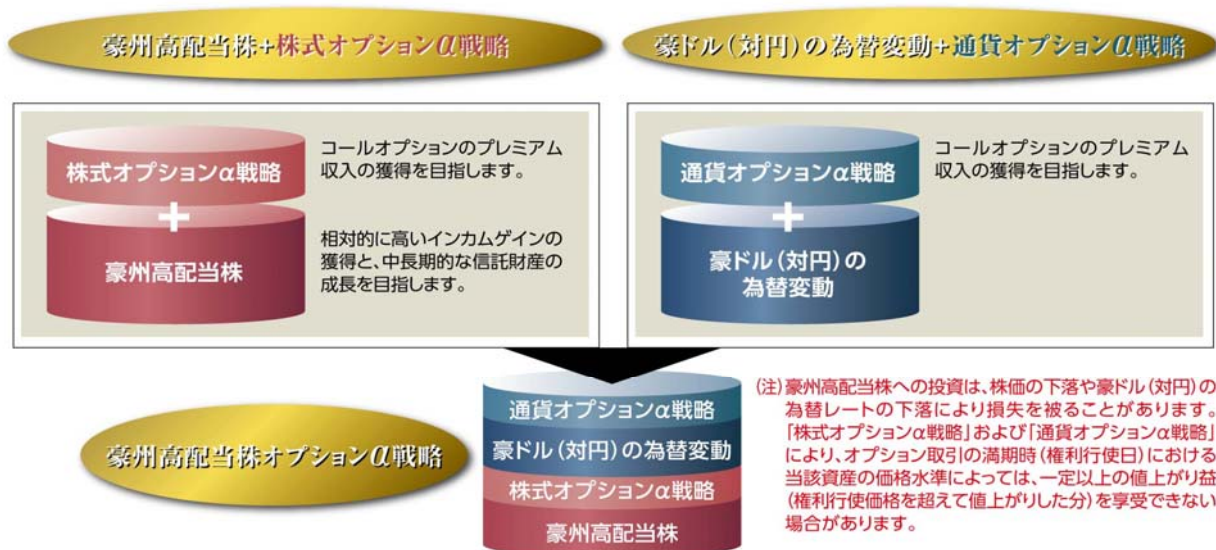 豪州高配当株+株式オプションα戦略
豪ドル(対円)の為替変動+通貨オプションα戦略
株式オプションα戦略
+
豪州高配当株
コールオプションのプレミアム
収入の獲得を目指します。
相対的に高いインカムゲインの
獲得と、中長期的な信託財産の
成長を目指します。
通貨オプションα戦略
+
豪ドル(対円)の
為替変動
コールオプションのプレミアム
収入の獲得を目指します。
豪州高配当株オプションα戦略
通貨オプションα戦略
豪ドル(対円)の為替変動
株式オプションα戦略
豪州高配当株
(注)豪州高配当株への投資は、株価の下落や豪ドル(対円)の
為替レートの下落により損失を被ることがあります。
「株式オプションα戦略」および「通貨オプションα戦略」
により、オプション取引の満期時(権利行使日)における
当該資産の価格水準によっては、一定以上の値上がり益
(権利行使価格を超えて値上がりした分)を享受できない
場合があります。